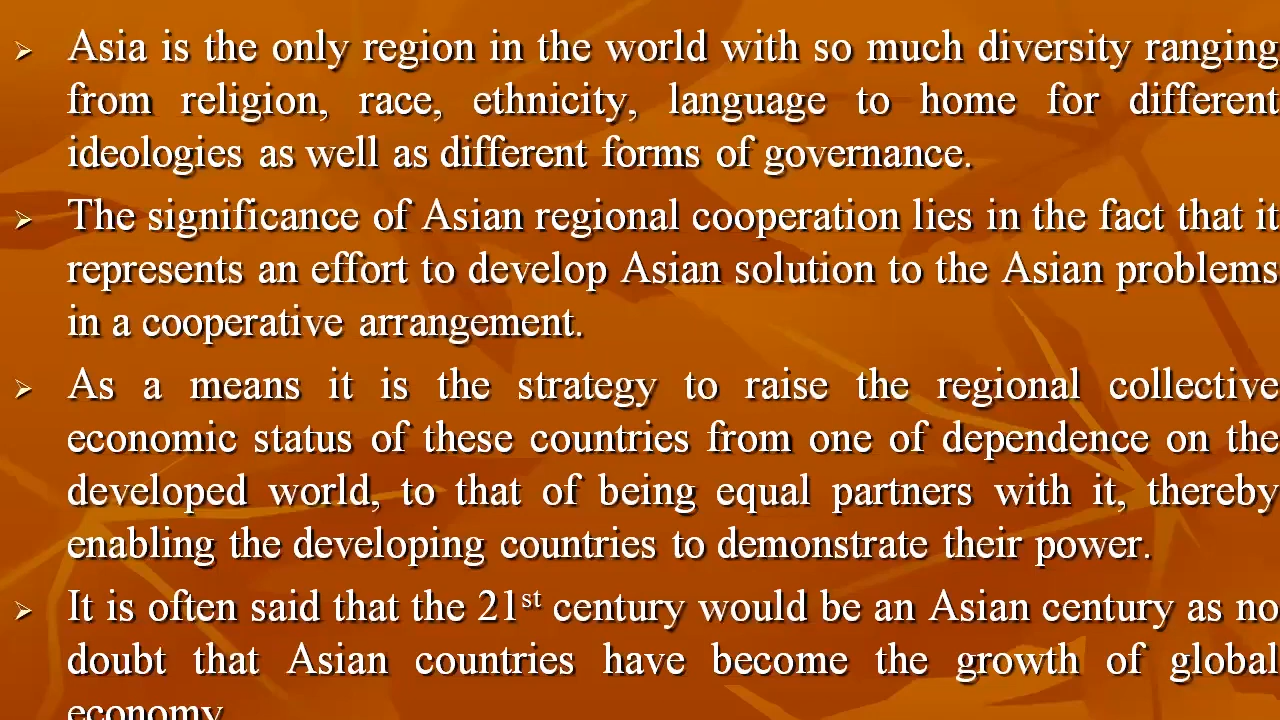 ➢ Asia is the only region in the world with so much diversity ranging
from religion, race, ethnicity, language to home for different
ideologies as well as different forms of governance.
➢ The significance of Asian regional cooperation lies in the fact that it
represents an effort to develop Asian solution to the Asian problems
in a cooperative arrangement.
➢ As a means it is the strategy to raise the regional collective
economic status of these countries from one of dependence on the
developed world, to that of being equal partners with it, thereby
enabling the developing countries to demonstrate their power.
➢ It is often said that the 21st century would be an Asian century as no
doubt that Asian countries have become the growth of global
economy.